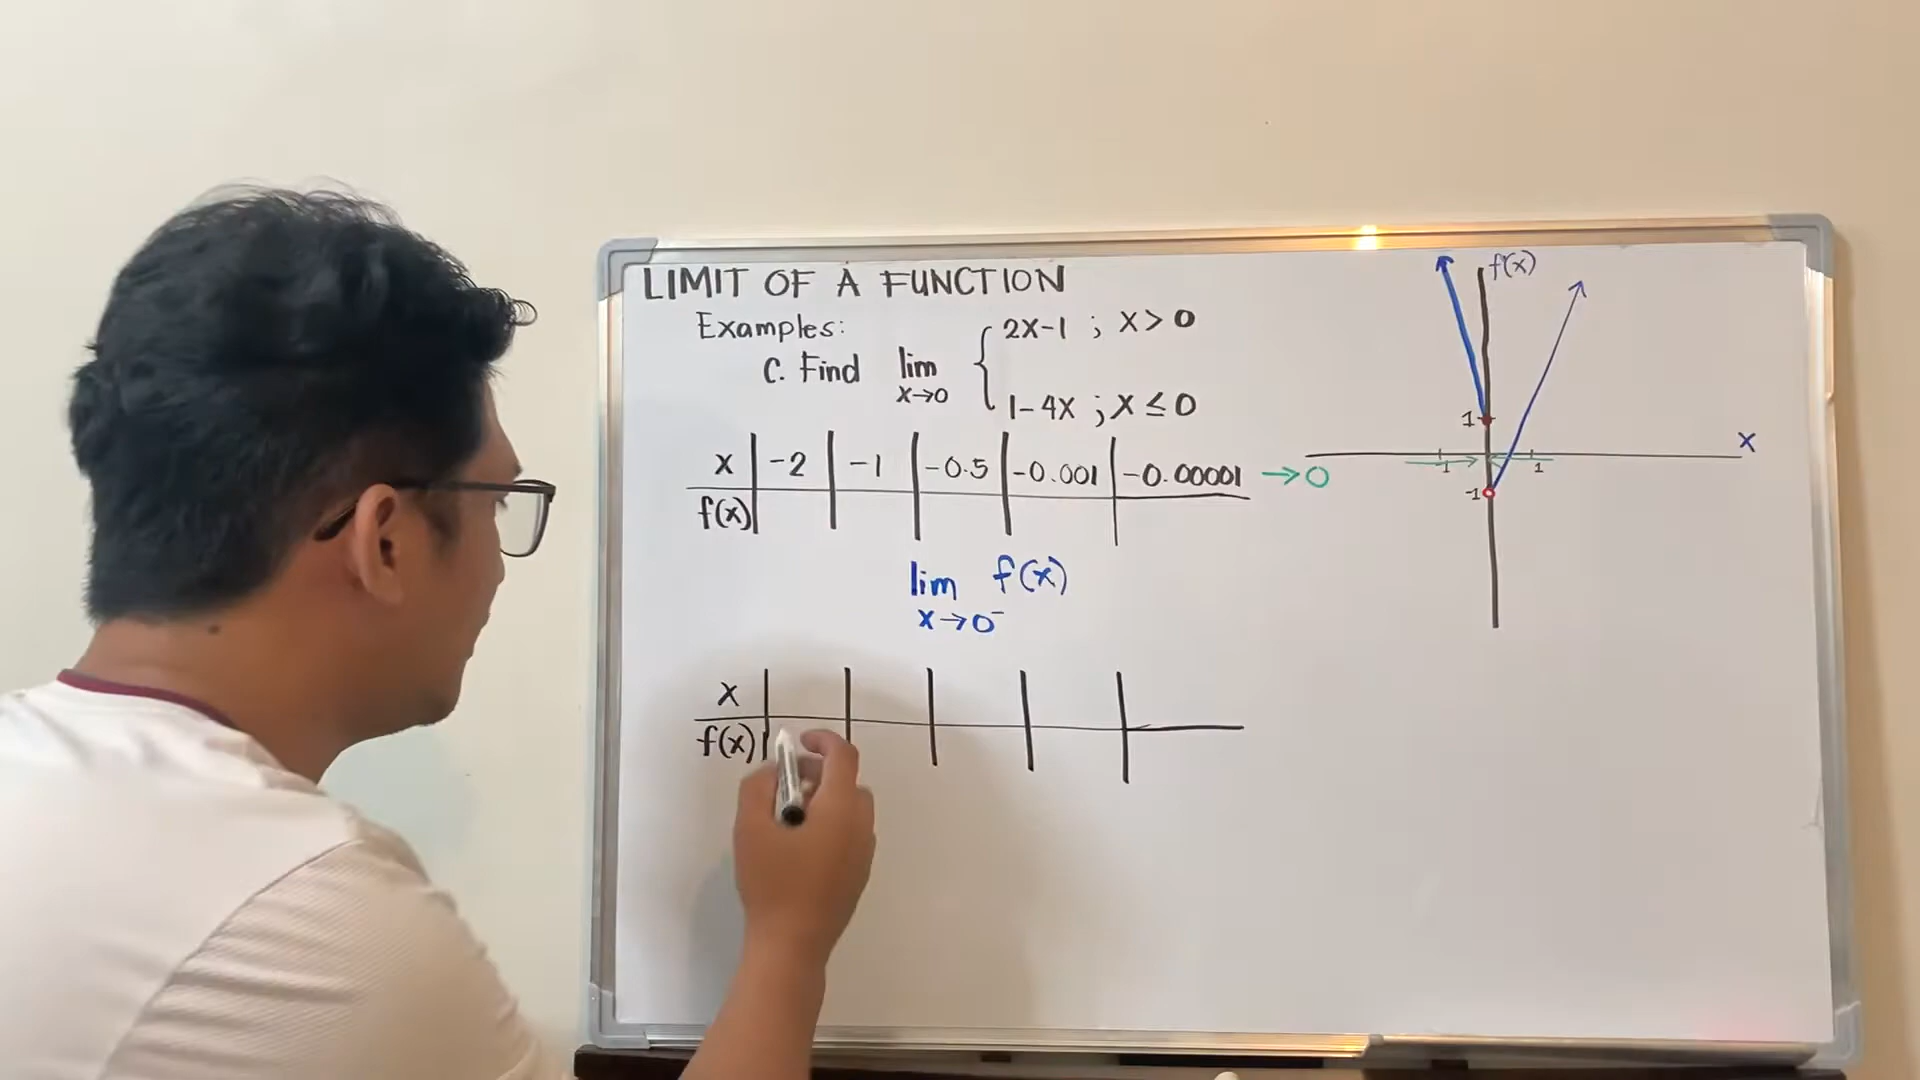 LIMIT OF A FUNCTION
Examples:
C. Find lim x→0 { 2x-1 ; x > 0
1-4x ; x ≤ 0
x | -2 | -1 | -0.5 | -0.001 | -0.00001 → 0
f(x)
lim f(x)
x→0⁻
x
f(x)
f(x)
1
x
-1 1
-1